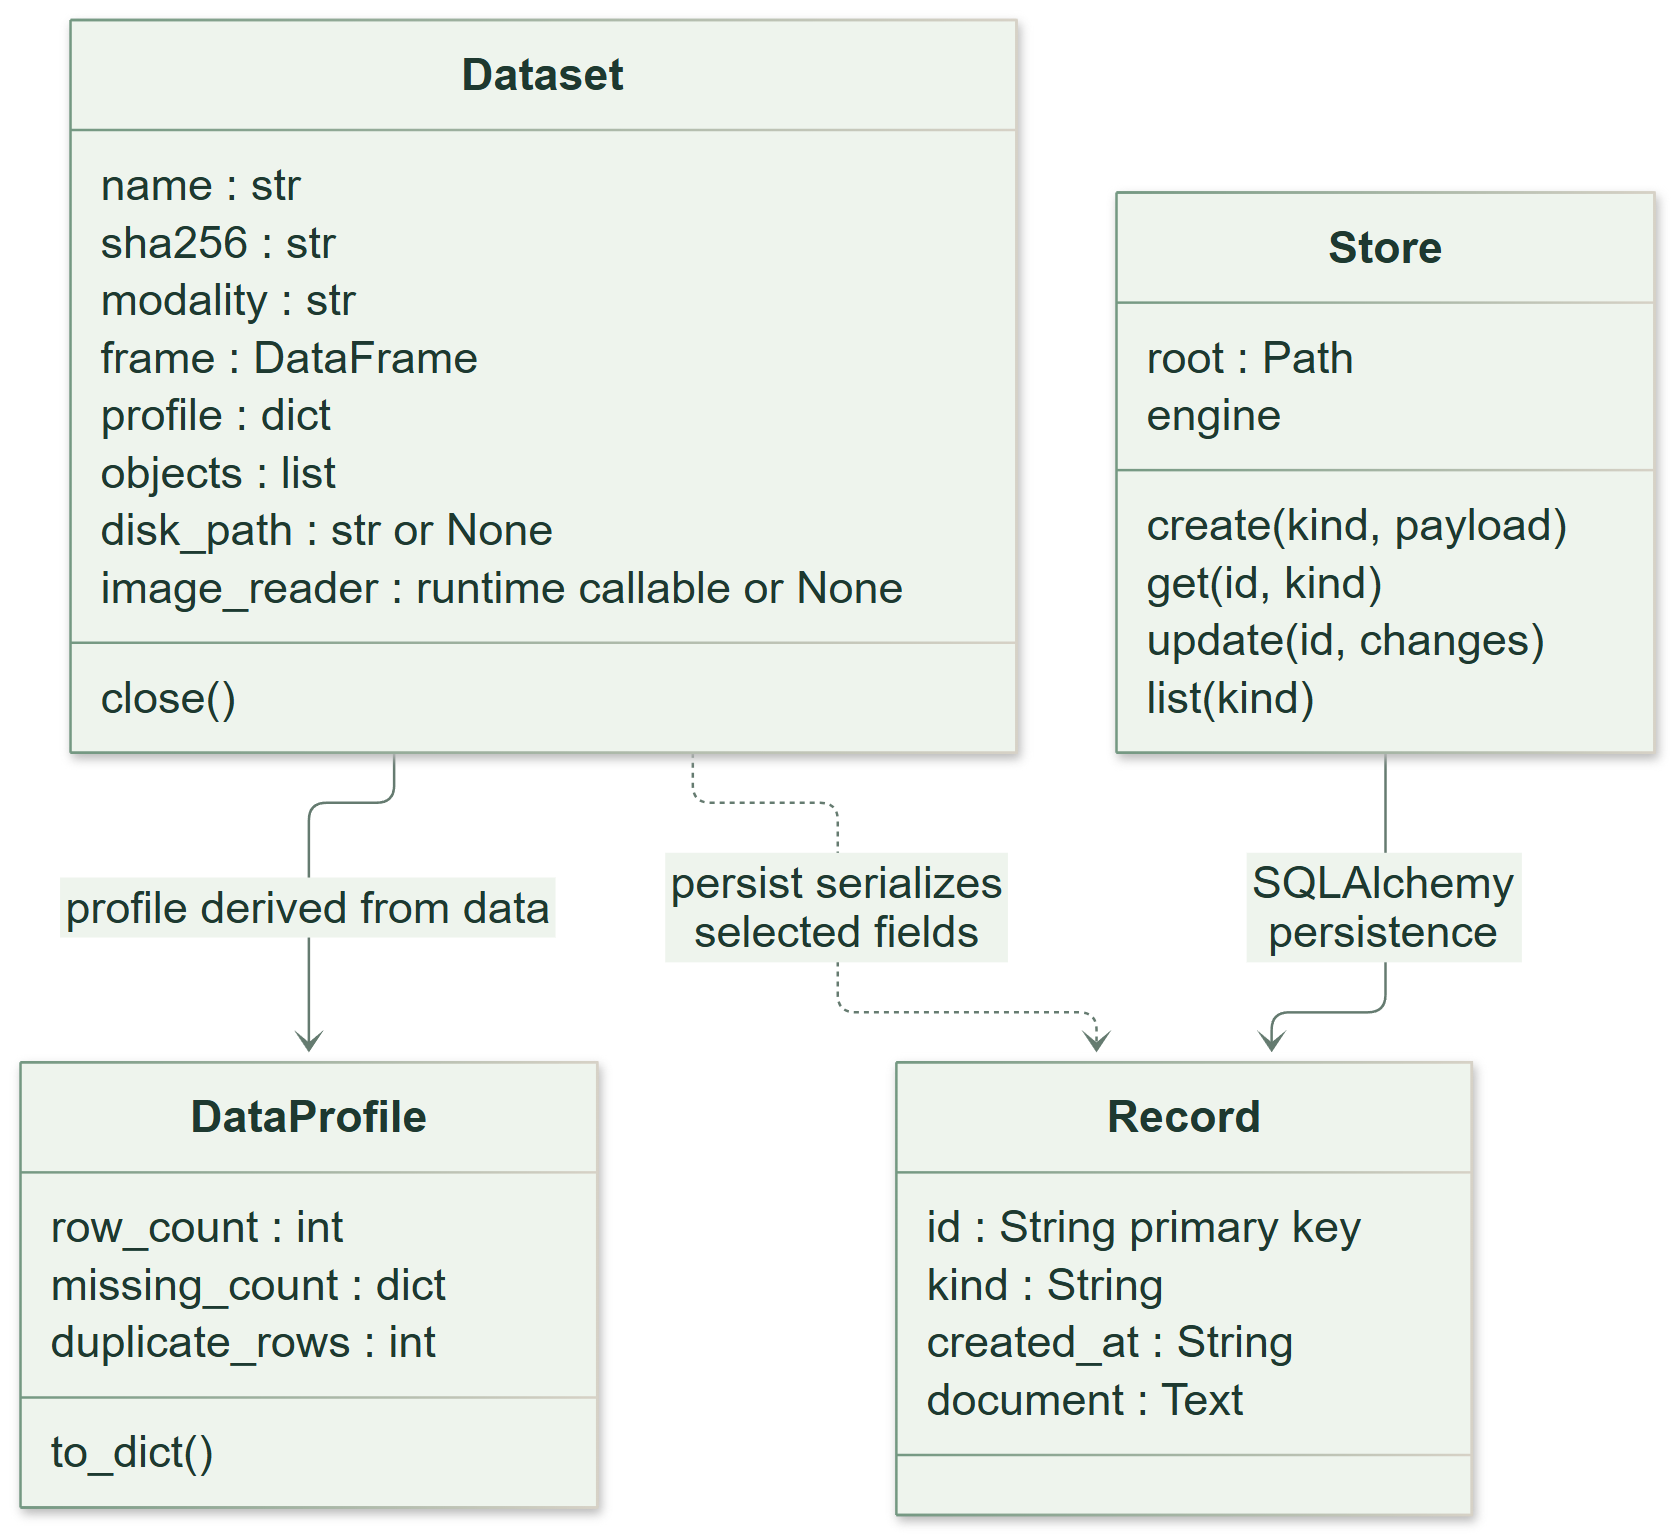 Dataset
name : str
sha256 : str
modality : str
frame : DataFrame
profile : dict
objects : list
disk_path : str or None
image_reader : runtime callable or None
close()
Store
root : Path
engine
create(kind, payload)
get(id, kind)
update(id, changes)
list(kind)
profile derived from data
persist serializes
selected fields
SQLAlchemy
persistence
DataProfile
row_count : int
missing_count : dict
duplicate_rows : int
to_dict()
Record
id : String primary key
kind : String
created_at : String
document : Text